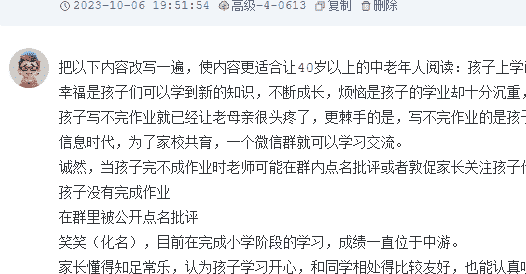 2023-10-06 19:51:54 高级-4-0613 复制 删除
把以下内容改写一遍，使内容更适合让40岁以上的中老年人阅读：孩子上学
幸福是孩子们可以学到新的知识，不断成长，烦恼是孩子的学业却十分沉重，
孩子写不完作业就已经让老母亲很头疼了，更棘手的是，写不完作业的是孩子
信息时代，为了家校共育，一个微信群就可以学习交流。
诚然，当孩子完不成作业时老师可能在群内点名批评或者敦促家长关注孩子
孩子没有完成作业
在群里被公开点名批评
笑笑（化名），目前在完成小学阶段的学习，成绩一直位于中游。
家长懂得知足常乐，认为孩子学习开心，和同学相处得比较友好，也能认真